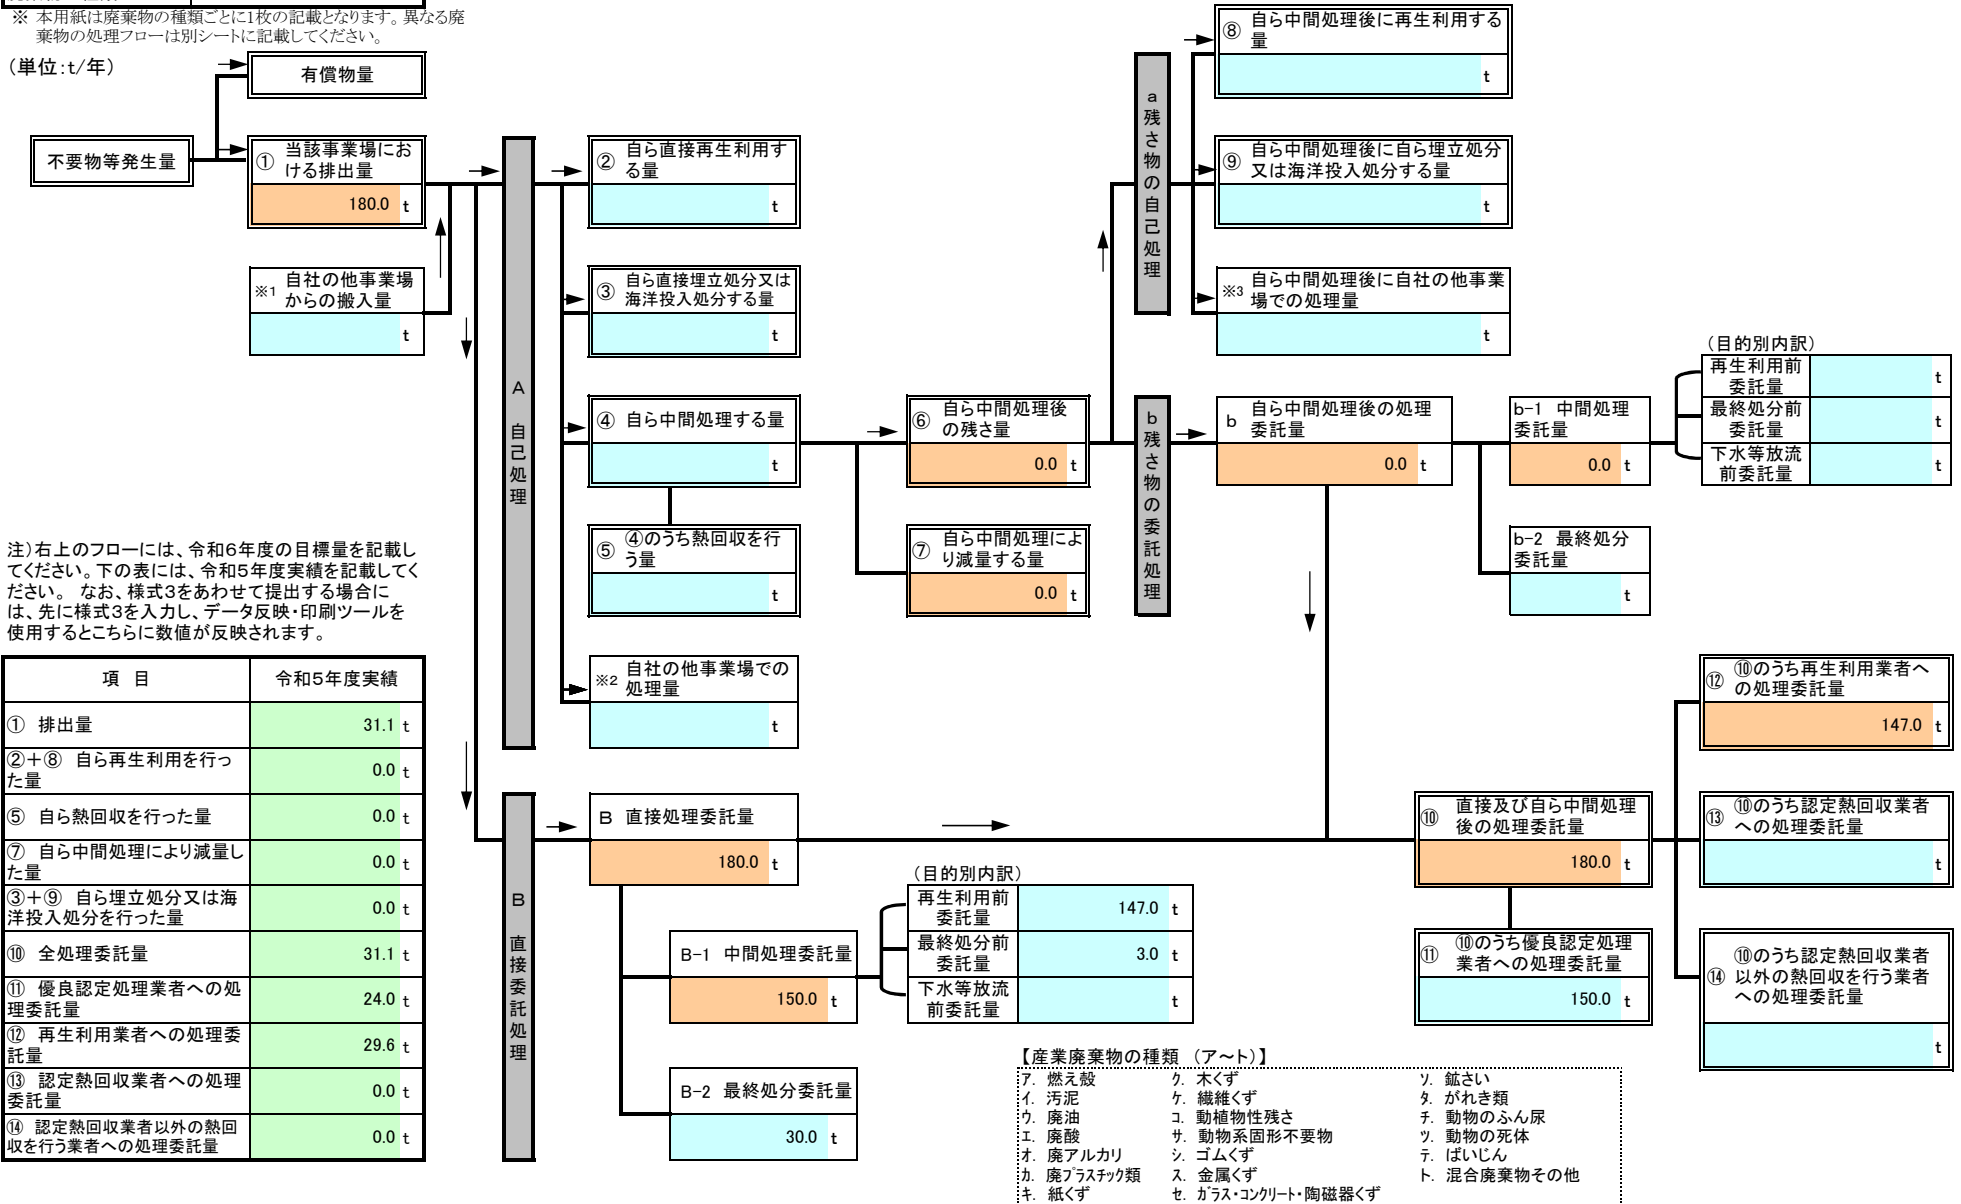 ※ 本用紙は廃棄物の種類ごとに1枚の記載となります。異なる廃
棄物の処理フローは別シートに記載してください。
(単位:t/年)
有償物量
不要物等発生量
① 当該事業場にお
ける排出量
180.0 t
※1 自社の他事業場
からの搬入量
t
A 自己処理
② 自ら直接再生利用す
る量
t
③ 自ら直接埋立処分又は
海洋投入処分する量
t
④ 自ら中間処理する量
t
⑤ ④のうち熱回収を行
う量
t
※2 自社の他事業場での
処理量
t
⑥ 自ら中間処理後
の残さ量
0.0 t
⑦ 自ら中間処理によ
り減量する量
0.0 t
a残さ物の自己処理
⑧ 自ら中間処理後に再生利用する
量
t
⑨ 自ら中間処理後に自ら埋立処分
又は海洋投入処分する量
t
※3 自ら中間処理後に自社の他事業
場での処理量
t
b残さ物の委託処理
b 自ら中間処理後の処理
委託量
0.0 t
b-1 中間処理
委託量
0.0 t
b-2 最終処分
委託量
t
(目的別内訳)
再生利用前
委託量
t
最終処分前
委託量
t
下水等放流
前委託量
t
注)右上のフローには、令和6年度の目標量を記載し
てください。下の表には、令和5年度実績を記載してく
ださい。 なお、様式3をあわせて提出する場合に
は、先に様式3を入力し、データ反映・印刷ツールを
使用するとこちらに数値が反映されます。
項 目 令和5年度実績
① 排出量 31.1 t
②+⑧ 自ら再生利用を行っ
た量
0.0 t
⑤ 自ら熱回収を行った量 0.0 t
⑦ 自ら中間処理により減量し
た量
0.0 t
③+⑨ 自ら埋立処分又は海
洋投入処分を行った量
0.0 t
⑩ 全処理委託量 31.1 t
⑪ 優良認定処理業者への処
理委託量
24.0 t
⑫ 再生利用業者への処理委
託量
29.6 t
⑬ 認定熱回収業者への処理
委託量
0.0 t
⑭ 認定熱回収業者以外の熱回
収を行う業者への処理委託量
0.0 t
B 直接委託処理
B 直接処理委託量
180.0 t
B-1 中間処理委託量
150.0 t
B-2 最終処分委託量
30.0 t
(目的別内訳)
再生利用前
委託量
147.0 t
最終処分前
委託量
3.0 t
下水等放流
前委託量
t
⑩ 直接及び自ら中間処理
後の処理委託量
180.0 t
⑪ ⑩のうち優良認定処理
業者への処理委託量
150.0 t
⑫ ⑩のうち再生利用業者へ
の処理委託量
147.0 t
⑬ ⑩のうち認定熱回収業者
への処理委託量
t
⑭ ⑩のうち認定熱回収業者
以外の熱回収を行う業者
への処理委託量
t
【産業廃棄物の種類 (ア~ト)】
ア. 燃え殻 ク. 木くず ソ. 鉱さい
イ. 汚泥 ケ. 繊維くず タ. がれき類
ウ. 廃油 コ. 動植物性残さ チ. 動物のふん尿
エ. 廃酸 サ. 動物系固形不要物 ツ. 動物の死体
オ. 廃アルカリ シ. ゴムくず テ. ばいじん
カ. 廃プラスチック類 ス. 金属くず ト. 混合廃棄物その他
キ. 紙くず セ. ガラス・コンクリート・陶磁器くず